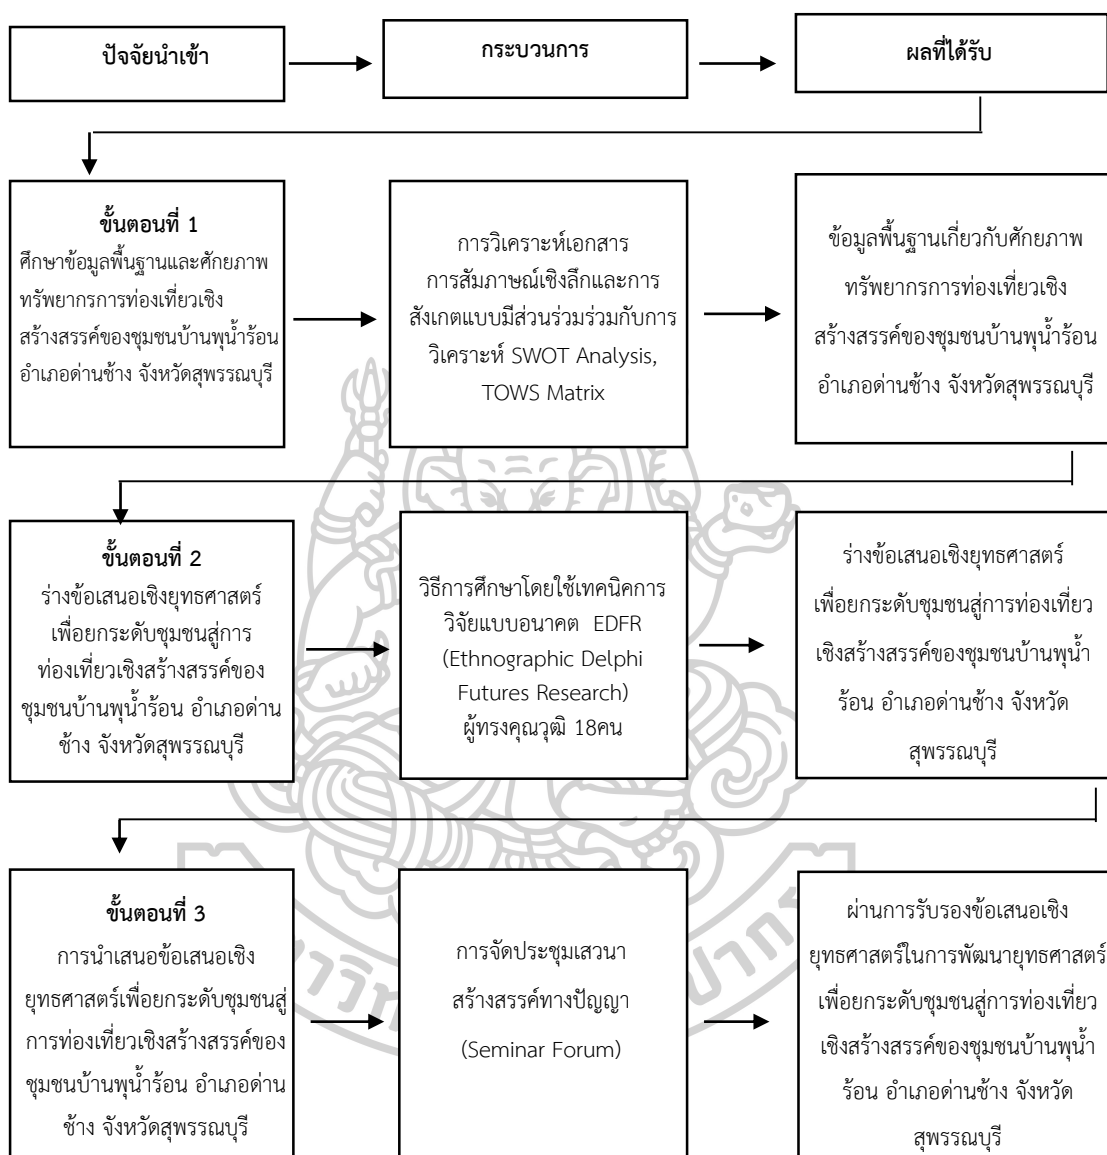 ปัจจัยนำเข้า
กระบวนการ
ผลที่ได้รับ
ขั้นตอนที่ 1
ศึกษาข้อมูลพื้นฐานและศักยภาพ
ทรัพยากรการท่องเที่ยวเชิง
สร้างสรรค์ของชุมชนบ้านพุน้ำร้อน
อำเภอด่านช้าง จังหวัดสุพรรณบุรี
การวิเคราะห์เอกสาร
การสัมภาษณ์เชิงลึกและการ
สังเกตแบบมีส่วนร่วมร่วมกับการ
วิเคราะห์ SWOT Analysis,
TOWS Matrix
ข้อมูลพื้นฐานเกี่ยวกับศักยภาพ
ทรัพยากรการท่องเที่ยวเชิง
สร้างสรรค์ของชุมชนบ้านพุน้ำร้อน
อำเภอด่านช้าง จังหวัดสุพรรณบุรี
ขั้นตอนที่ 2
ร่างข้อเสนอเชิงยุทธศาสตร์
เพื่อยกระดับชุมชนสู่การ
ท่องเที่ยวเชิงสร้างสรรค์ของ
ชุมชนบ้านพุน้ำร้อน อำเภอด่าน
ช้าง จังหวัดสุพรรณบุรี
วิธีการศึกษาโดยใช้เทคนิคการ
วิจัยแบบอนาคต EDFR
(Ethnographic Delphi
Futures Research)
ผู้ทรงคุณวุฒิ 18คน
ร่างข้อเสนอเชิงยุทธศาสตร์
เพื่อยกระดับชุมชนสู่การท่องเที่ยว
เชิงสร้างสรรค์ของชุมชนบ้านพุน้ำ
ร้อน อำเภอด่านช้าง จังหวัด
สุพรรณบุรี
ขั้นตอนที่ 3
การนำเสนอข้อเสนอเชิง
ยุทธศาสตร์เพื่อยกระดับชุมชนสู่
การท่องเที่ยวเชิงสร้างสรรค์ของ
ชุมชนบ้านพุน้ำร้อน อำเภอด่าน
ช้าง จังหวัดสุพรรณบุรี
การจัดประชุมเสวนา
สร้างสรรค์ทางปัญญา
(Seminar Forum)
ผ่านการรับรองข้อเสนอเชิง
ยุทธศาสตร์ในการพัฒนายุทธศาสตร์
เพื่อยกระดับชุมชนสู่การท่องเที่ยว
เชิงสร้างสรรค์ของชุมชนบ้านพุน้ำ
ร้อน อำเภอด่านช้าง จังหวัด
สุพรรณบุรี